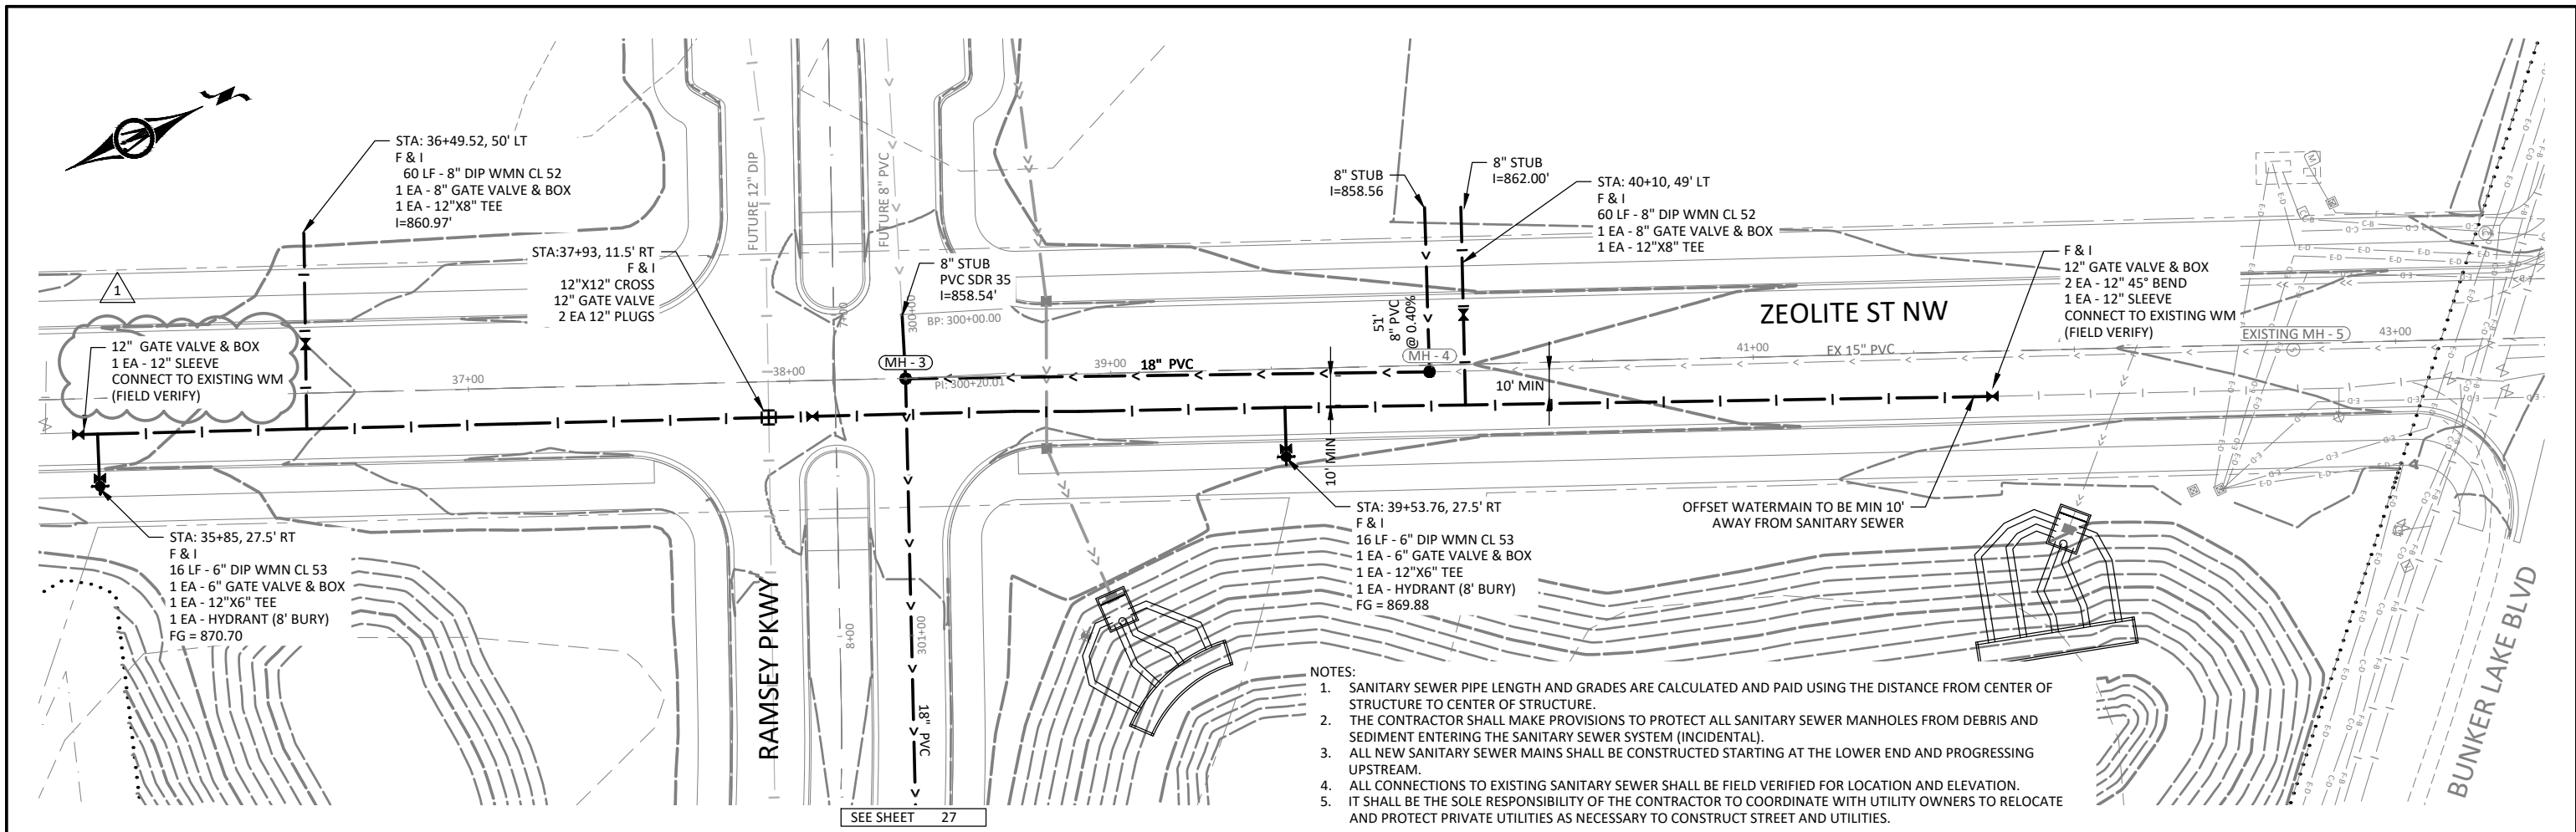 STA: 36+49.52, 50' LT
F & I
60 LF - 8" DIP WMN CL 52
1 EA - 8" GATE VALVE & BOX
1 EA - 12"X8" TEE
I=860.97'
1
12" GATE VALVE & BOX
1 EA - 12" SLEEVE
CONNECT TO EXISTING WM
(FIELD VERIFY)
37+00
STA:37+93, 11.5' RT
F & I
12"X12" CROSS
12" GATE VALVE
2 EA 12" PLUGS
FUTURE 12" DIP
FUTURE 8" PVC
7+00
38+00
300+00
8" STUB
PVC SDR 35
I=858.54'
BP: 300+00.00
MH - 3
PI: 300+20.01
39+00
18" PVC
8" STUB
I=858.56
8" STUB
I=862.00'
STA: 40+10, 49' LT
F & I
60 LF - 8" DIP WMN CL 52
1 EA - 8" GATE VALVE & BOX
1 EA - 12"X8" TEE
51'
8" PVC
@ 0.40%
MH - 4
10' MIN
10' MIN
ZEOLITE ST NW
41+00
EX 15" PVC
F & I
12" GATE VALVE & BOX
2 EA - 12" 45° BEND
1 EA - 12" SLEEVE
CONNECT TO EXISTING WM
(FIELD VERIFY)
EXISTING MH - 5
43+00
OFFSET WATERMAIN TO BE MIN 10'
AWAY FROM SANITARY SEWER
STA: 35+85, 27.5' RT
F & I
16 LF - 6" DIP WMN CL 53
1 EA - 6" GATE VALVE & BOX
1 EA - 12"X6" TEE
1 EA - HYDRANT (8' BURY)
FG = 870.70
RAMSEY PKWY
8+00
301+00
18" PVC
SEE SHEET 27
STA: 39+53.76, 27.5' RT
F & I
16 LF - 6" DIP WMN CL 53
1 EA - 6" GATE VALVE & BOX
1 EA - 12"X6" TEE
1 EA - HYDRANT (8' BURY)
FG = 869.88
BUNKER LAKE BLVD
NOTES:
1. SANITARY SEWER PIPE LENGTH AND GRADES ARE CALCULATED AND PAID USING THE DISTANCE FROM CENTER OF
STRUCTURE TO CENTER OF STRUCTURE.
2. THE CONTRACTOR SHALL MAKE PROVISIONS TO PROTECT ALL SANITARY SEWER MANHOLES FROM DEBRIS AND
SEDIMENT ENTERING THE SANITARY SEWER SYSTEM (INCIDENTAL).
3. ALL NEW SANITARY SEWER MAINS SHALL BE CONSTRUCTED STARTING AT THE LOWER END AND PROGRESSING
UPSTREAM.
4. ALL CONNECTIONS TO EXISTING SANITARY SEWER SHALL BE FIELD VERIFIED FOR LOCATION AND ELEVATION.
5. IT SHALL BE THE SOLE RESPONSIBILITY OF THE CONTRACTOR TO COORDINATE WITH UTILITY OWNERS TO RELOCATE
AND PROTECT PRIVATE UTILITIES AS NECESSARY TO CONSTRUCT STREET AND UTILITIES.